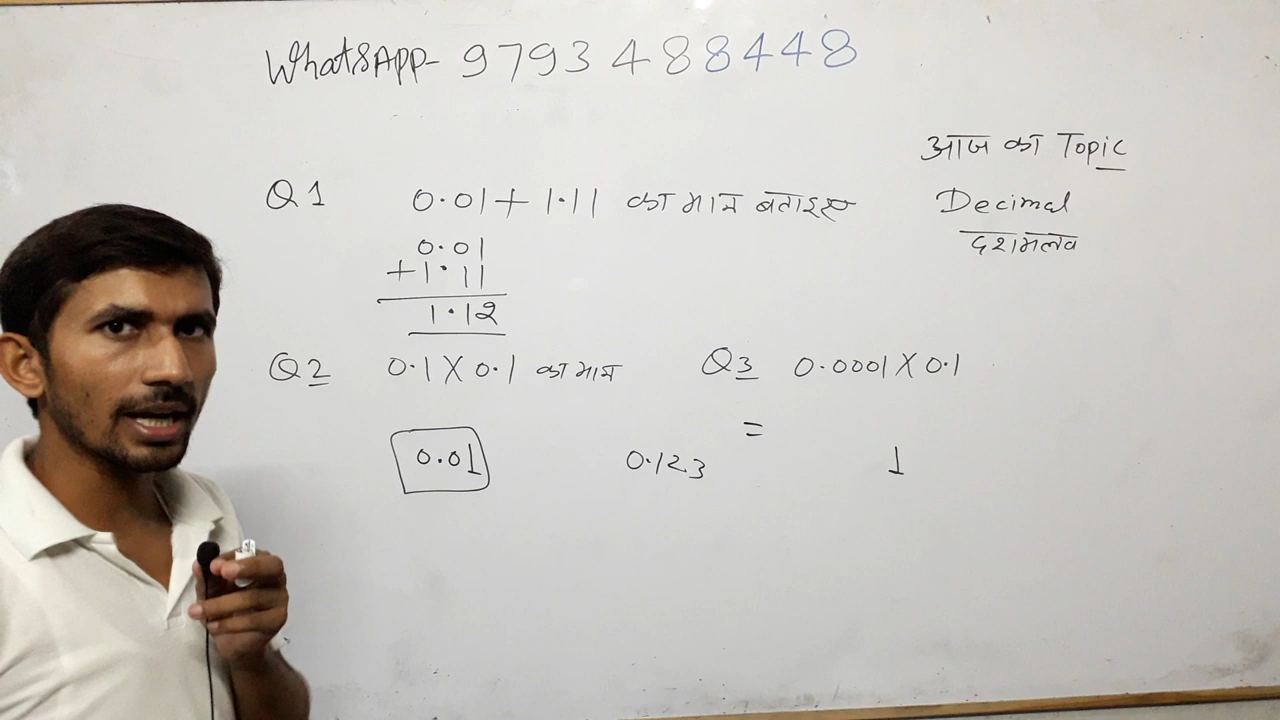 WhatsApp- 9793488448
आज का Topic
Decimal
दशमलव
Q1 0.01+1.11 का मान बताइए
0.01
+1.11
1.12
Q2 0.1 X 0.1 का मान
0.01
0.123
Q3 0.0001 X 0.1
=
1